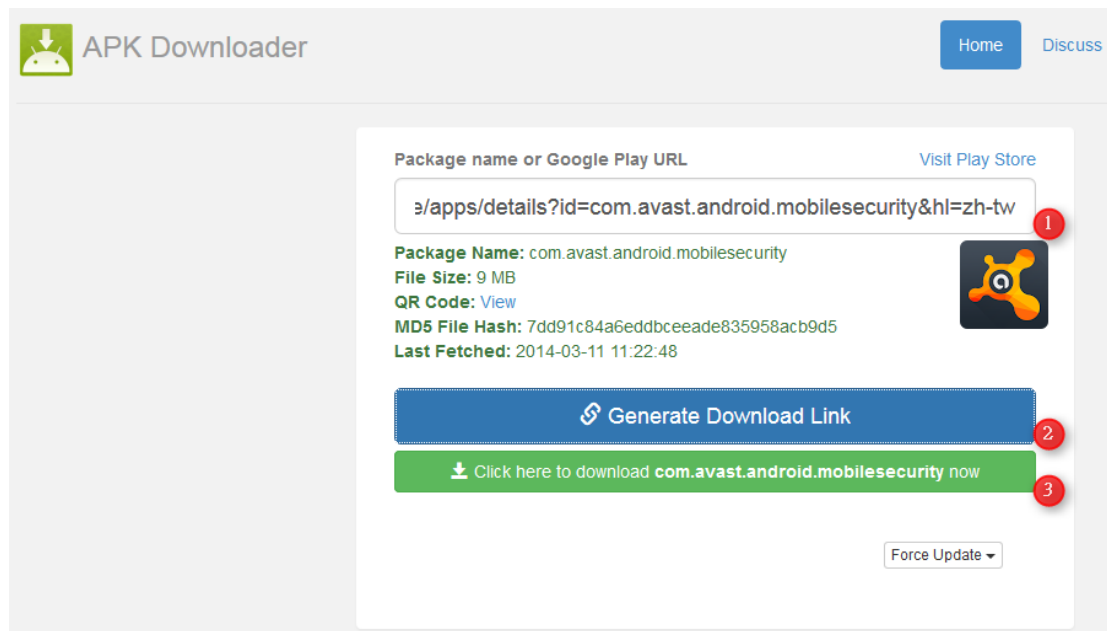 APK Downloader
Home
Discuss
Package name or Google Play URL
Visit Play Store
e/apps/details?id=com.avast.android.mobilesecurity&hl=zh-tw
1
Package Name: com.avast.android.mobilesecurity
File Size: 9 MB
QR Code: View
MD5 File Hash: 7dd91c84a6eddbceeade835958acb9d5
Last Fetched: 2014-03-11 11:22:48
a
Generate Download Link
2
Click here to download com.avast.android.mobilesecurity now
3
Force Update